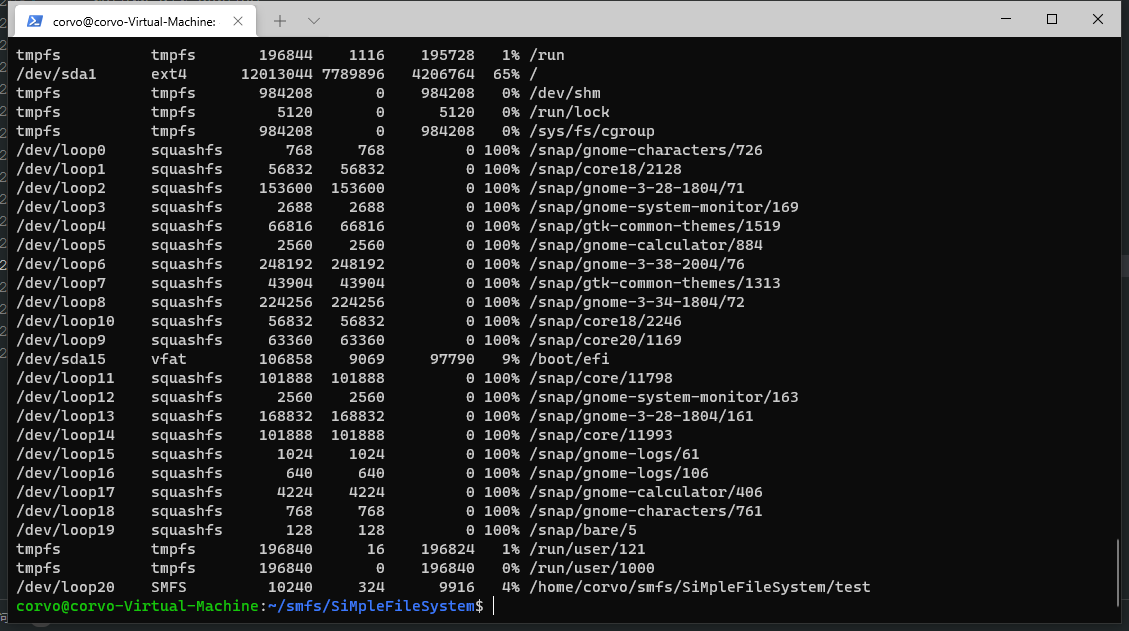 corvo@corvo-Virtual-Machine:
tmpfs tmpfs 196844 1116 195728 1% /run
/dev/sda1 ext4 12013044 7789896 4206764 65% /
tmpfs tmpfs 984208 0 984208 0% /dev/shm
tmpfs tmpfs 5120 0 5120 0% /run/lock
tmpfs tmpfs 984208 0 984208 0% /sys/fs/cgroup
/dev/loop0 squashfs 768 768 0 100% /snap/gnome-characters/726
/dev/loop1 squashfs 56832 56832 0 100% /snap/core18/2128
/dev/loop2 squashfs 153600 153600 0 100% /snap/gnome-3-28-1804/71
/dev/loop3 squashfs 2688 2688 0 100% /snap/gnome-system-monitor/169
/dev/loop4 squashfs 66816 66816 0 100% /snap/gtk-common-themes/1519
/dev/loop5 squashfs 2560 2560 0 100% /snap/gnome-calculator/884
/dev/loop6 squashfs 248192 248192 0 100% /snap/gnome-3-38-2004/76
/dev/loop7 squashfs 43904 43904 0 100% /snap/gtk-common-themes/1313
/dev/loop8 squashfs 224256 224256 0 100% /snap/gnome-3-34-1804/72
/dev/loop10 squashfs 56832 56832 0 100% /snap/core18/2246
/dev/loop9 squashfs 63360 63360 0 100% /snap/core20/1169
/dev/sda15 vfat 106858 9069 97790 9% /boot/efi
/dev/loop11 squashfs 101888 101888 0 100% /snap/core/11798
/dev/loop12 squashfs 2560 2560 0 100% /snap/gnome-system-monitor/163
/dev/loop13 squashfs 168832 168832 0 100% /snap/gnome-3-28-1804/161
/dev/loop14 squashfs 101888 101888 0 100% /snap/core/11993
/dev/loop15 squashfs 1024 1024 0 100% /snap/gnome-logs/61
/dev/loop16 squashfs 640 640 0 100% /snap/gnome-logs/106
/dev/loop17 squashfs 4224 4224 0 100% /snap/gnome-calculator/406
/dev/loop18 squashfs 768 768 0 100% /snap/gnome-characters/761
/dev/loop19 squashfs 128 128 0 100% /snap/bare/5
tmpfs tmpfs 196840 16 196824 1% /run/user/121
tmpfs tmpfs 196840 0 196840 0% /run/user/1000
/dev/loop20 SMFS 10240 324 9916 4% /home/corvo/smfs/SiMpleFileSystem/test
corvo@corvo-Virtual-Machine:~/smfs/SiMpleFileSystem$